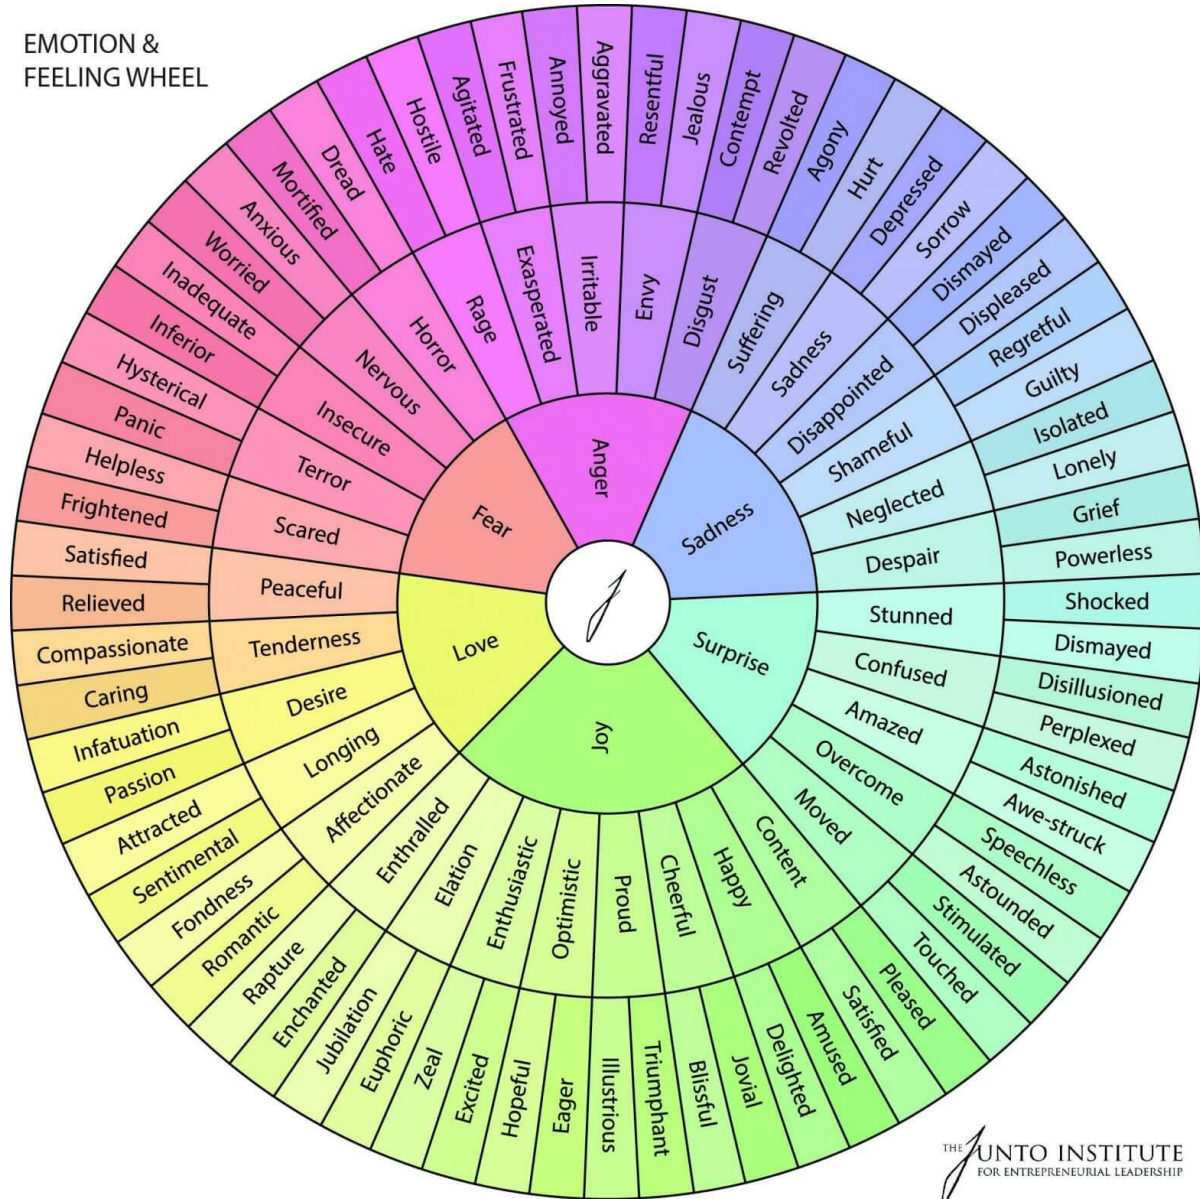 EMOTION &
FEELING WHEEL
Anger
Sadness
Surprise
Joy
Love
Fear
Rage
Exasperated
Irritable
Envy
Disgust
Suffering
Sadness
Disappointed
Shameful
Neglected
Despair
Stunned
Confused
Amazed
Overcome
Moved
Content
Happy
Cheerful
Proud
Optimistic
Enthusiastic
Elation
Enthralled
Affectionate
Longing
Desire
Tenderness
Peaceful
Scared
Terror
Insecure
Nervous
Horror
Hate
Hostile
Agitated
Frustrated
Annoyed
Aggravated
Resentful
Jealous
Contempt
Revolted
Agony
Hurt
Depressed
Sorrow
Dismayed
Displeased
Regretful
Guilty
Isolated
Lonely
Grief
Powerless
Shocked
Dismayed
Disillusioned
Perplexed
Astonished
Awe-struck
Speechless
Astounded
Stimulated
Touched
Pleased
Satisfied
Amused
Delighted
Jovial
Blissful
Triumphant
Illustrious
Eager
Hopeful
Excited
Zeal
Euphoric
Jubilation
Enchanted
Rapture
Romantic
Fondness
Sentimental
Attracted
Passion
Infatuation
Caring
Compassionate
Relieved
Satisfied
Frightened
Helpless
Panic
Hysterical
Inferior
Inadequate
Worried
Anxious
Mortified
Dread
THE JUNTO INSTITUTE
FOR ENTREPRENEURIAL LEADERSHIP